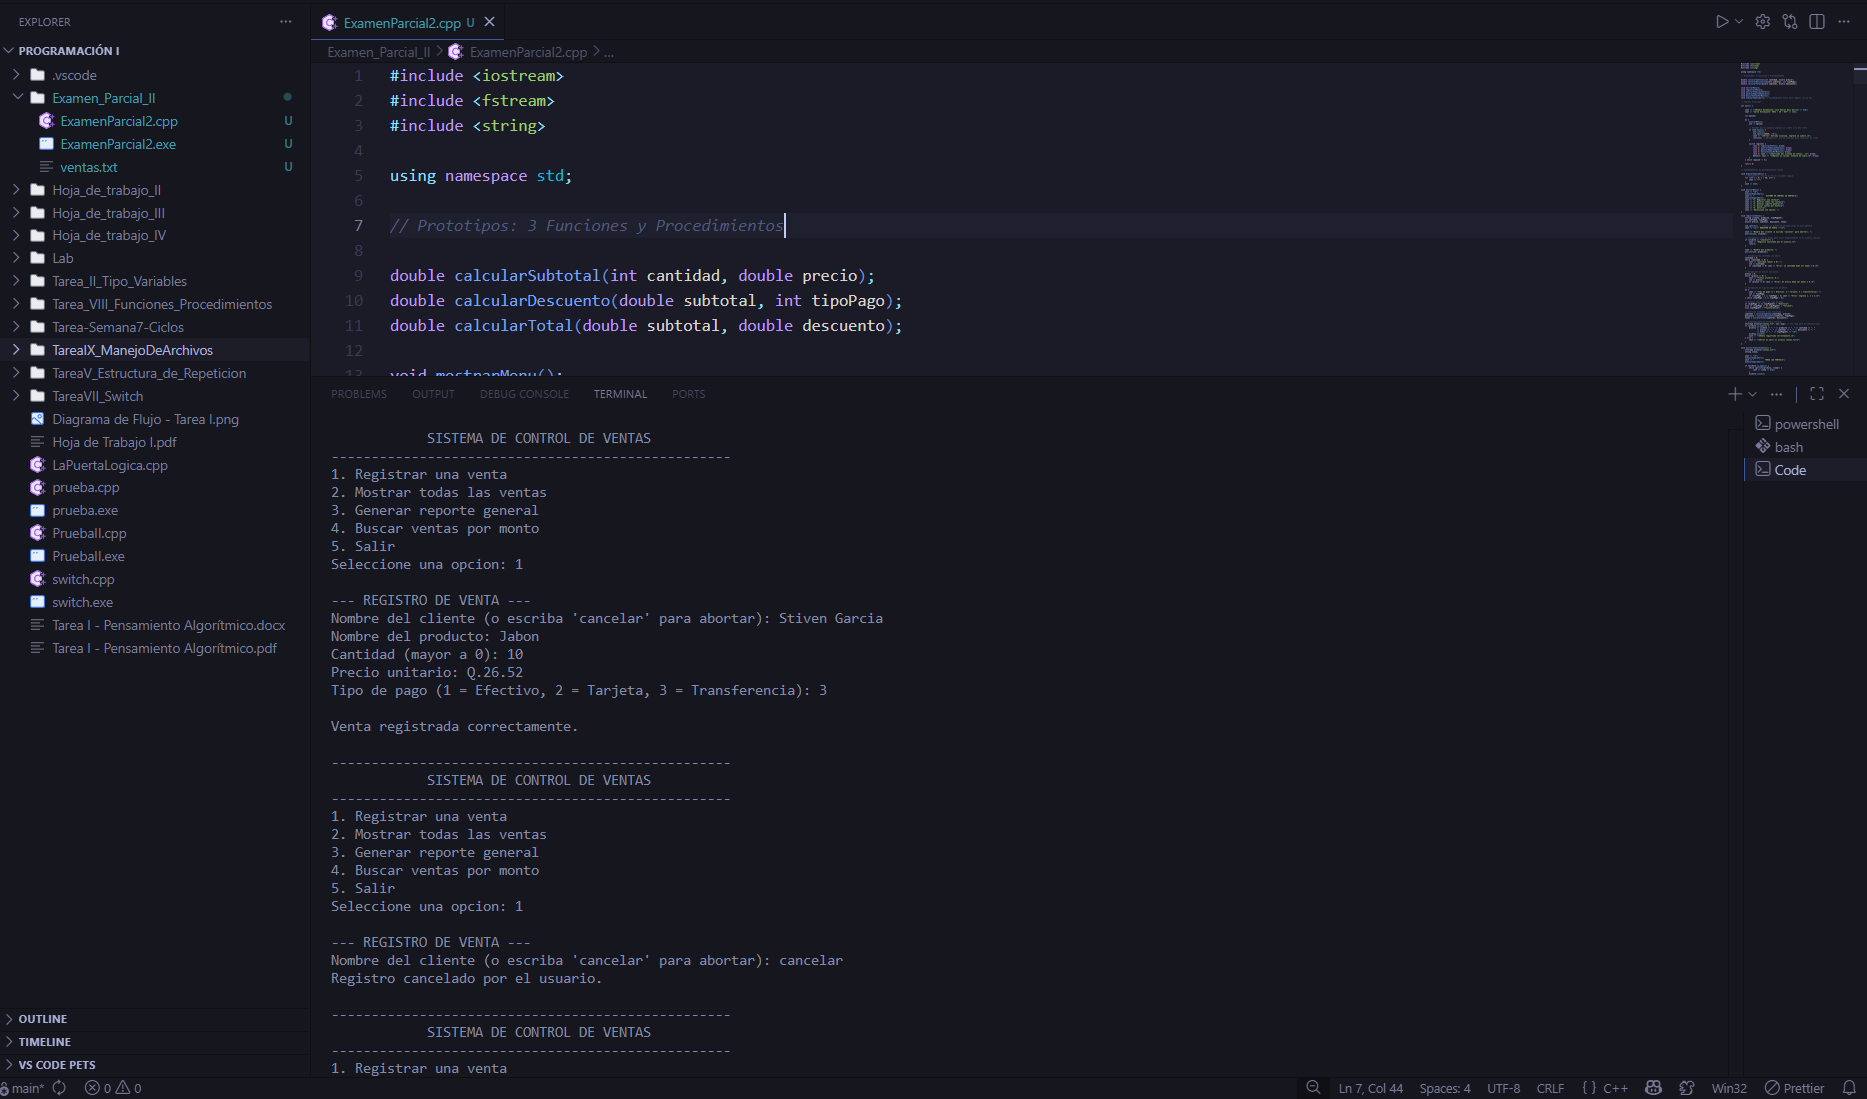 EXPLORER
PROGRAMACIÓN I
.vscode
Examen_Parcial_II
ExamenParcial2.cpp U
ExamenParcial2.exe U
ventas.txt U
Hoja_de_trabajo_II
Hoja_de_trabajo_III
Hoja_de_trabajo_IV
Lab
Tarea_II_Tipo_Variables
Tarea_VIII_Funciones_Procedimientos
Tarea-Semana7-Ciclos
TareaIX_ManejoDeArchivos
TareaV_Estructura_de_Repeticion
TareaVII_Switch
Diagrama de Flujo - Tarea I.png
Hoja de Trabajo I.pdf
LaPuertaLogica.cpp
prueba.cpp
prueba.exe
PruebaII.cpp
PruebaII.exe
switch.cpp
switch.exe
Tarea I - Pensamiento Algorítmico.docx
Tarea I - Pensamiento Algorítmico.pdf
OUTLINE
TIMELINE
VS CODE PETS
ExamenParcial2.cpp U
Examen_Parcial_II > ExamenParcial2.cpp > ...
1 #include <iostream>
2 #include <fstream>
3 #include <string>
4
5 using namespace std;
6
7 // Prototipos: 3 Funciones y Procedimientos
8
9 double calcularSubtotal(int cantidad, double precio);
10 double calcularDescuento(double subtotal, int tipoPago);
11 double calcularTotal(double subtotal, double descuento);
12
13 void mostrarMenu();
PROBLEMS OUTPUT DEBUG CONSOLE TERMINAL PORTS
SISTEMA DE CONTROL DE VENTAS
--------------------------------------------------
1. Registrar una venta
2. Mostrar todas las ventas
3. Generar reporte general
4. Buscar ventas por monto
5. Salir
Seleccione una opcion: 1
--- REGISTRO DE VENTA ---
Nombre del cliente (o escriba 'cancelar' para abortar): Stiven Garcia
Nombre del producto: Jabon
Cantidad (mayor a 0): 10
Precio unitario: Q.26.52
Tipo de pago (1 = Efectivo, 2 = Tarjeta, 3 = Transferencia): 3
Venta registrada correctamente.
--------------------------------------------------
SISTEMA DE CONTROL DE VENTAS
--------------------------------------------------
1. Registrar una venta
2. Mostrar todas las ventas
3. Generar reporte general
4. Buscar ventas por monto
5. Salir
Seleccione una opcion: 1
--- REGISTRO DE VENTA ---
Nombre del cliente (o escriba 'cancelar' para abortar): cancelar
Registro cancelado por el usuario.
--------------------------------------------------
SISTEMA DE CONTROL DE VENTAS
--------------------------------------------------
1. Registrar una venta
powershell
bash
Code
main* 0 0 Ln 7, Col 44 Spaces: 4 UTF-8 CRLF { } C++ Win32 Prettier